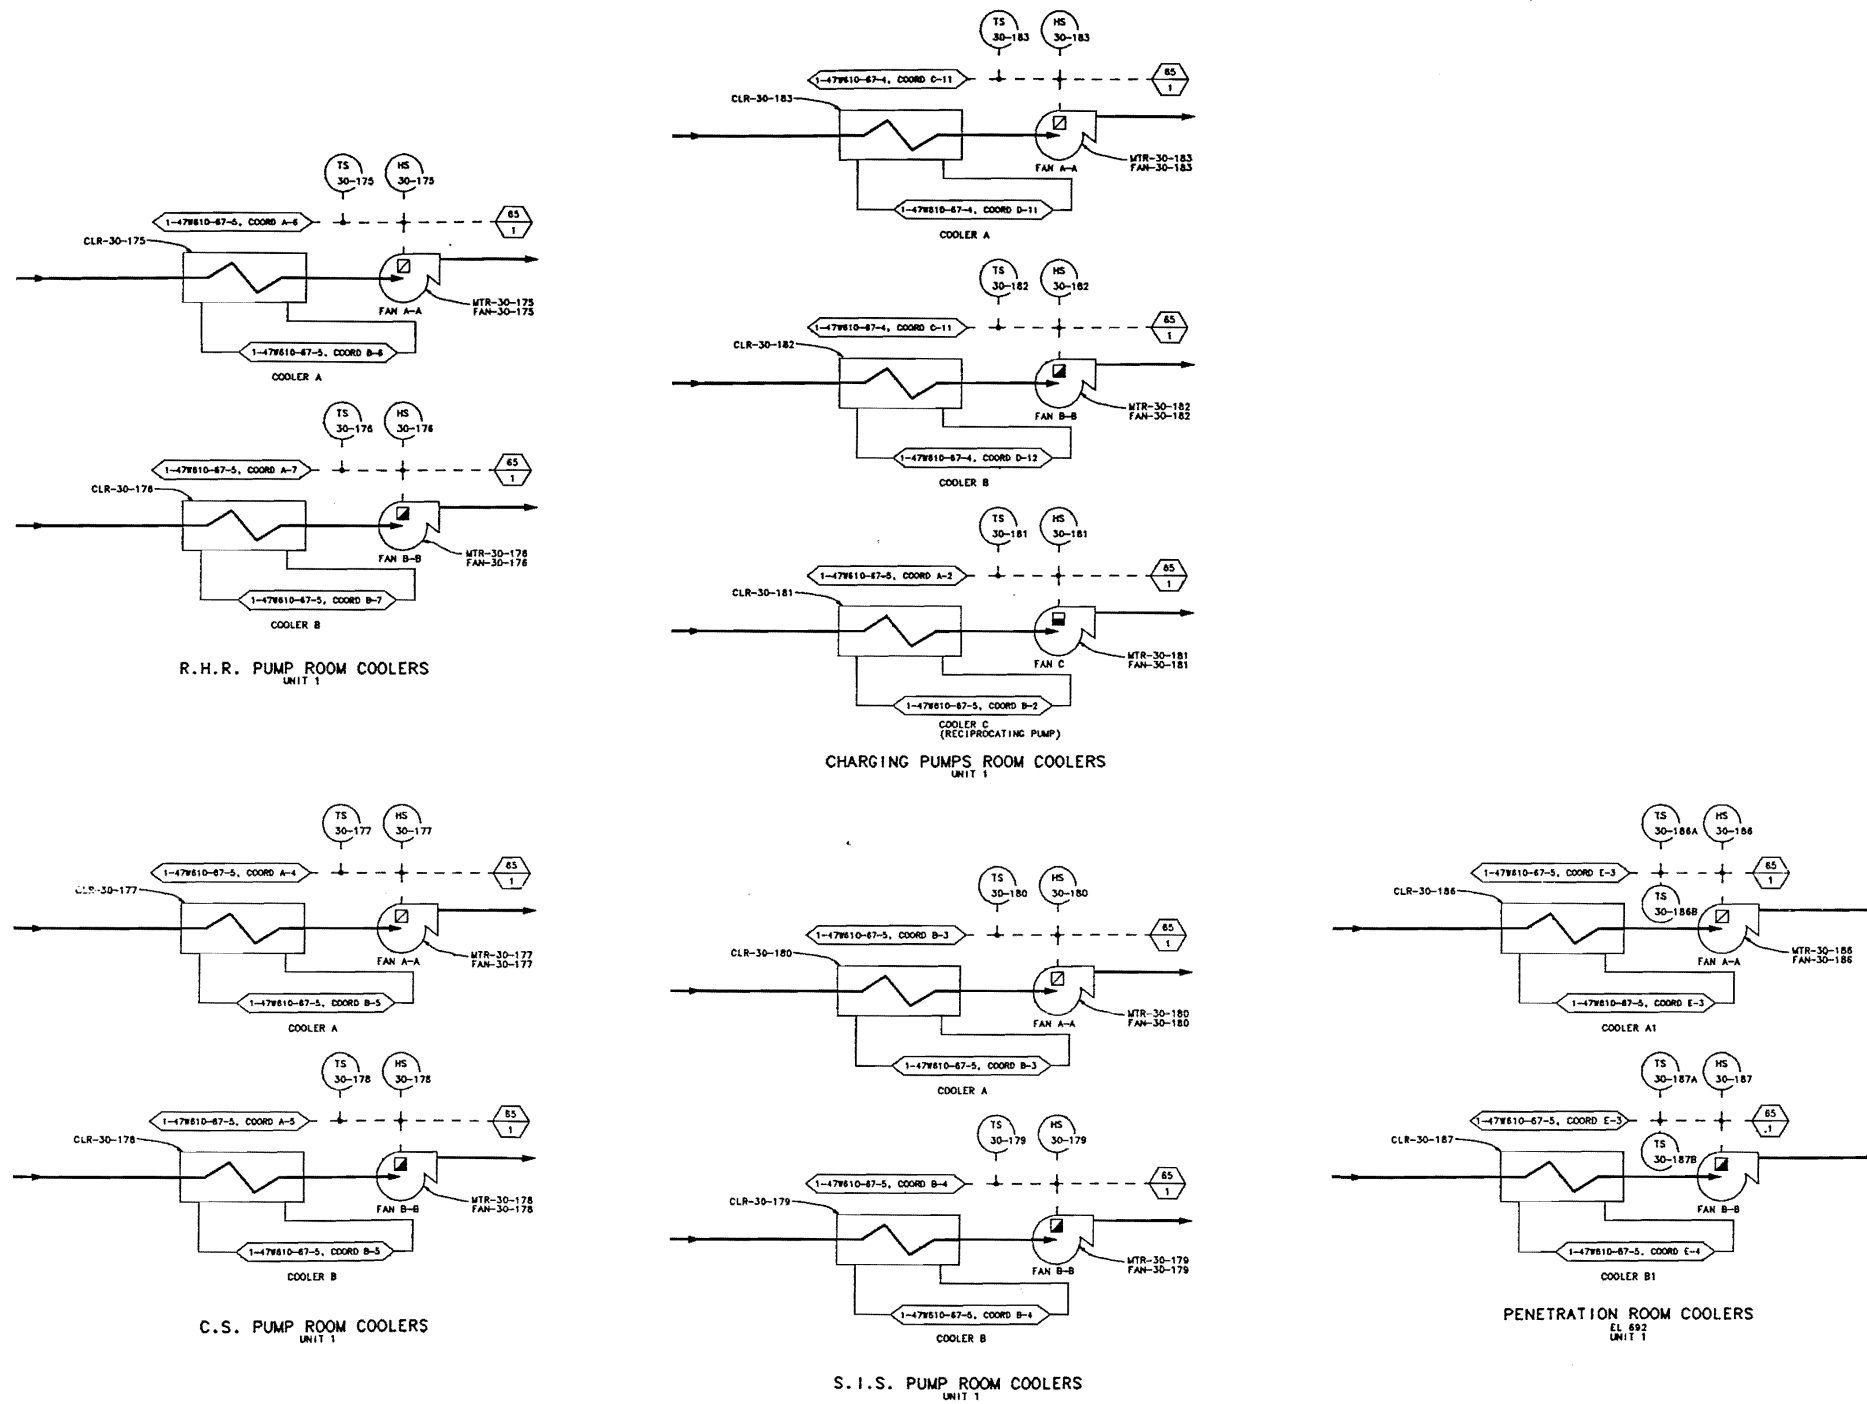 TS
30-183
HS
30-183
1-47W610-67-4, COORD C-11
65
1
CLR-30-183
FAN A-A
MTR-30-183
FAN-30-183
1-47W610-67-4, COORD D-11
COOLER A
TS
30-175
HS
30-175
1-47W610-67-5, COORD A-6
65
1
CLR-30-175
FAN A-A
MTR-30-175
FAN-30-175
1-47W610-67-5, COORD B-6
COOLER A
TS
30-182
HS
30-182
1-47W610-67-4, COORD C-11
65
1
CLR-30-182
FAN B-B
MTR-30-182
FAN-30-182
1-47W610-67-4, COORD D-12
COOLER B
TS
30-176
HS
30-176
1-47W610-67-5, COORD A-7
65
1
CLR-30-176
FAN B-B
MTR-30-176
FAN-30-176
1-47W610-67-5, COORD B-7
COOLER B
R.H.R. PUMP ROOM COOLERS
UNIT 1
TS
30-181
HS
30-181
1-47W610-67-5, COORD A-2
65
1
CLR-30-181
FAN C
MTR-30-181
FAN-30-181
1-47W610-67-5, COORD B-2
COOLER C
(RECIPROCATING PUMP)
CHARGING PUMPS ROOM COOLERS
UNIT 1
TS
30-177
HS
30-177
1-47W610-67-5, COORD A-4
65
1
CLR-30-177
FAN A-A
MTR-30-177
FAN-30-177
1-47W610-67-5, COORD B-5
COOLER A
TS
30-178
HS
30-178
1-47W610-67-5, COORD A-5
65
1
CLR-30-178
FAN B-B
MTR-30-178
FAN-30-178
1-47W610-67-5, COORD B-5
COOLER B
C.S. PUMP ROOM COOLERS
UNIT 1
TS
30-180
HS
30-180
1-47W610-67-5, COORD B-3
65
1
CLR-30-180
FAN A-A
MTR-30-180
FAN-30-180
1-47W610-67-5, COORD B-3
COOLER A
TS
30-179
HS
30-179
1-47W610-67-5, COORD B-4
65
1
CLR-30-179
FAN B-B
MTR-30-179
FAN-30-179
1-47W610-67-5, COORD B-4
COOLER B
S.I.S. PUMP ROOM COOLERS
UNIT 1
TS
30-186A
HS
30-186
1-47W610-67-5, COORD E-3
65
1
CLR-30-186
TS
30-186B
FAN A-A
MTR-30-186
FAN-30-186
1-47W610-67-5, COORD E-3
COOLER A1
TS
30-187A
HS
30-187
1-47W610-67-5, COORD E-3
65
1
CLR-30-187
TS
30-187B
FAN B-B
1-47W610-67-5, COORD E-4
COOLER B1
PENETRATION ROOM COOLERS
EL 692
UNIT 1